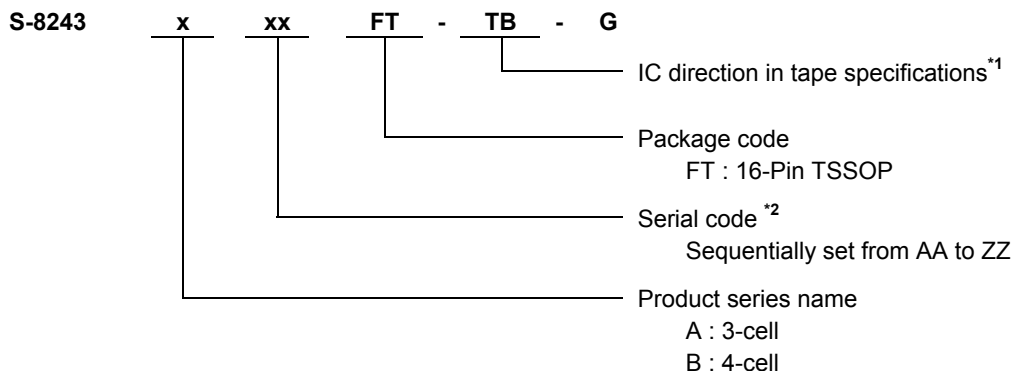 S-8243 x xx FT - TB - G
IC direction in tape specifications*1
Package code
FT : 16-Pin TSSOP
Serial code *2
Sequentially set from AA to ZZ
Product series name
A : 3-cell
B : 4-cell